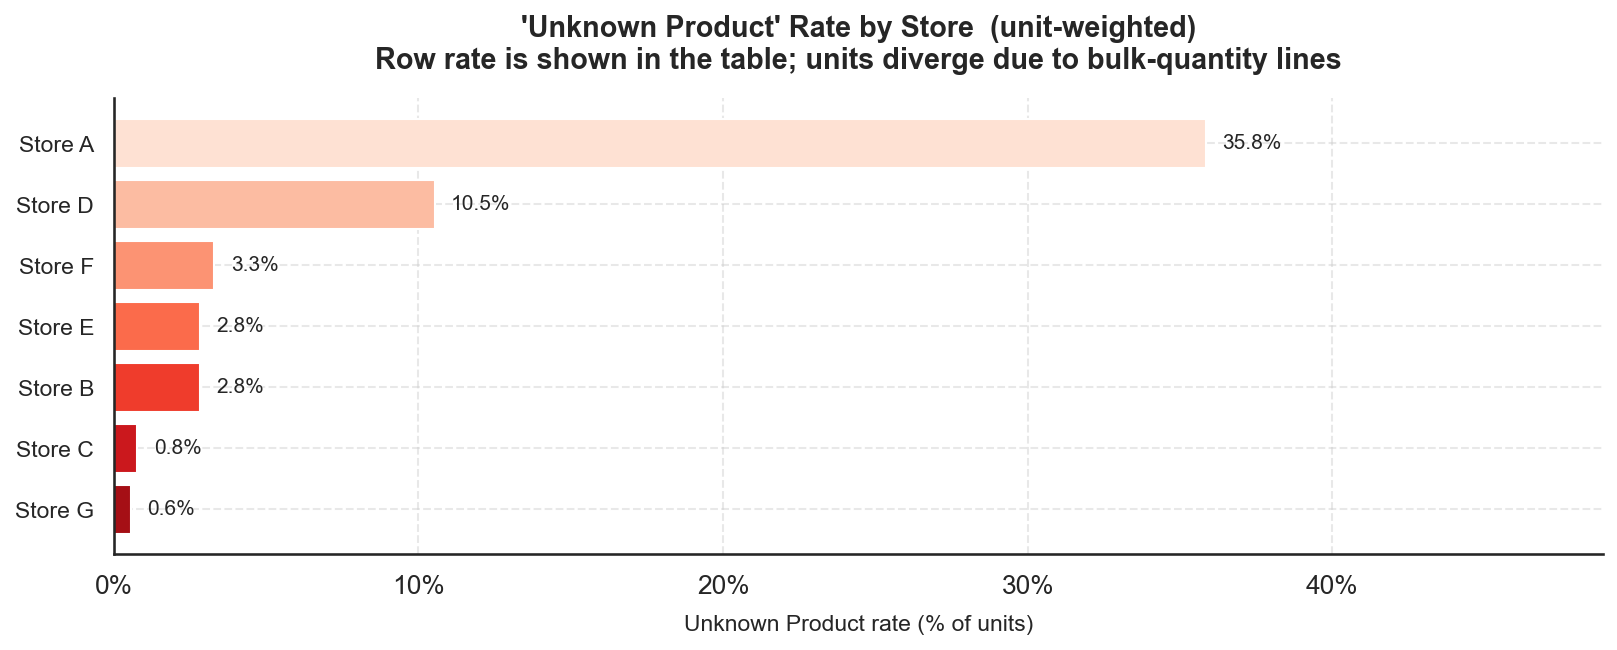 'Unknown Product' Rate by Store  (unit-weighted)
Row rate is shown in the table; units diverge due to bulk-quantity lines
Store A 35.8%
Store D 10.5%
Store F 3.3%
Store E 2.8%
Store B 2.8%
Store C 0.8%
Store G 0.6%
0% 10% 20% 30% 40%
Unknown Product rate (% of units)